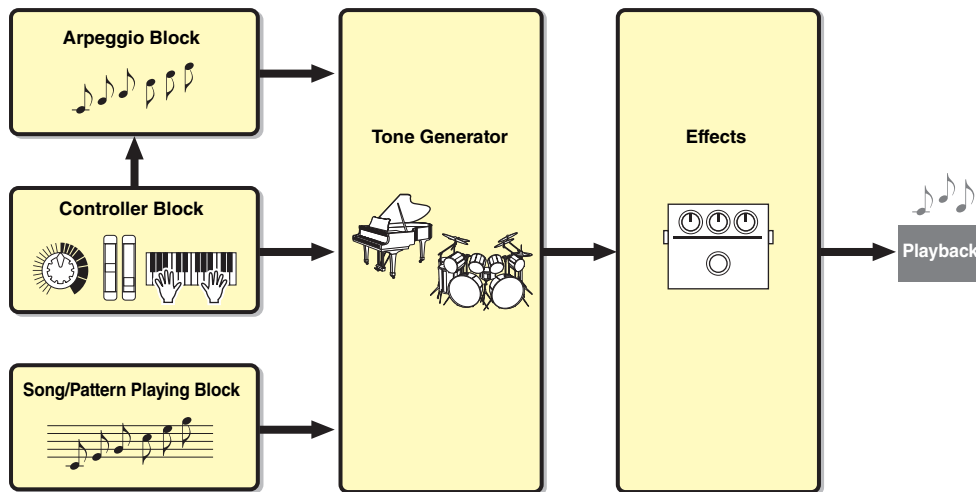 Arpeggio Block
Controller Block
Song/Pattern Playing Block
Tone Generator
Effects
Playback